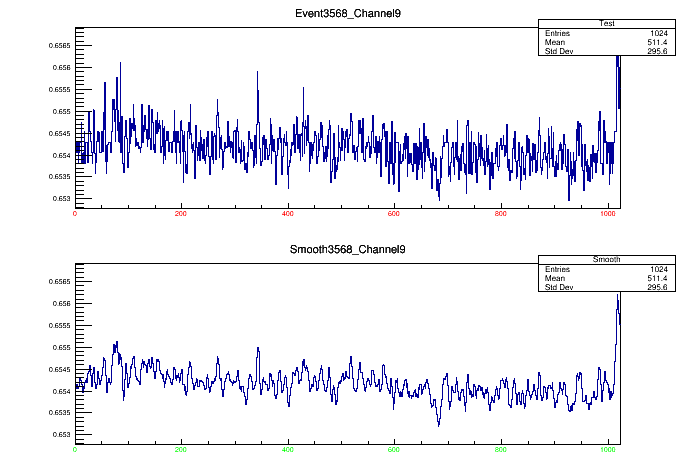 Event3568_Channel9
Test
Entries 1024
Mean 511.4
Std Dev 295.6
0.6565
0.656
0.6555
0.655
0.6545
0.654
0.6535
0.653
0 200 400 600 800 1000
Smooth3568_Channel9
Smooth
Entries 1024
Mean 511.4
Std Dev 295.6
0.6565
0.656
0.6555
0.655
0.6545
0.654
0.6535
0.653
0 200 400 600 800 1000